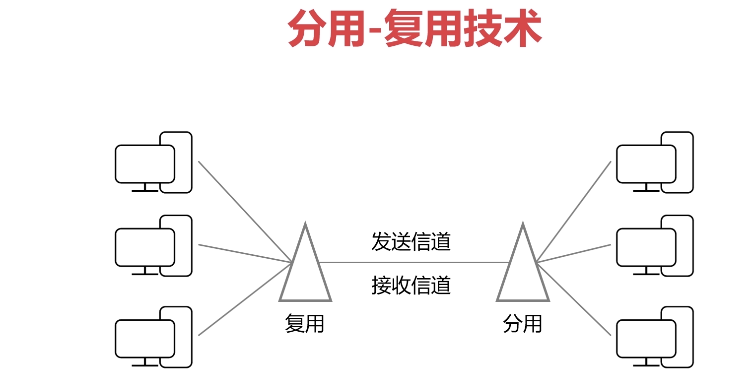 分用-复用技术
发送信道
接收信道
复用
分用